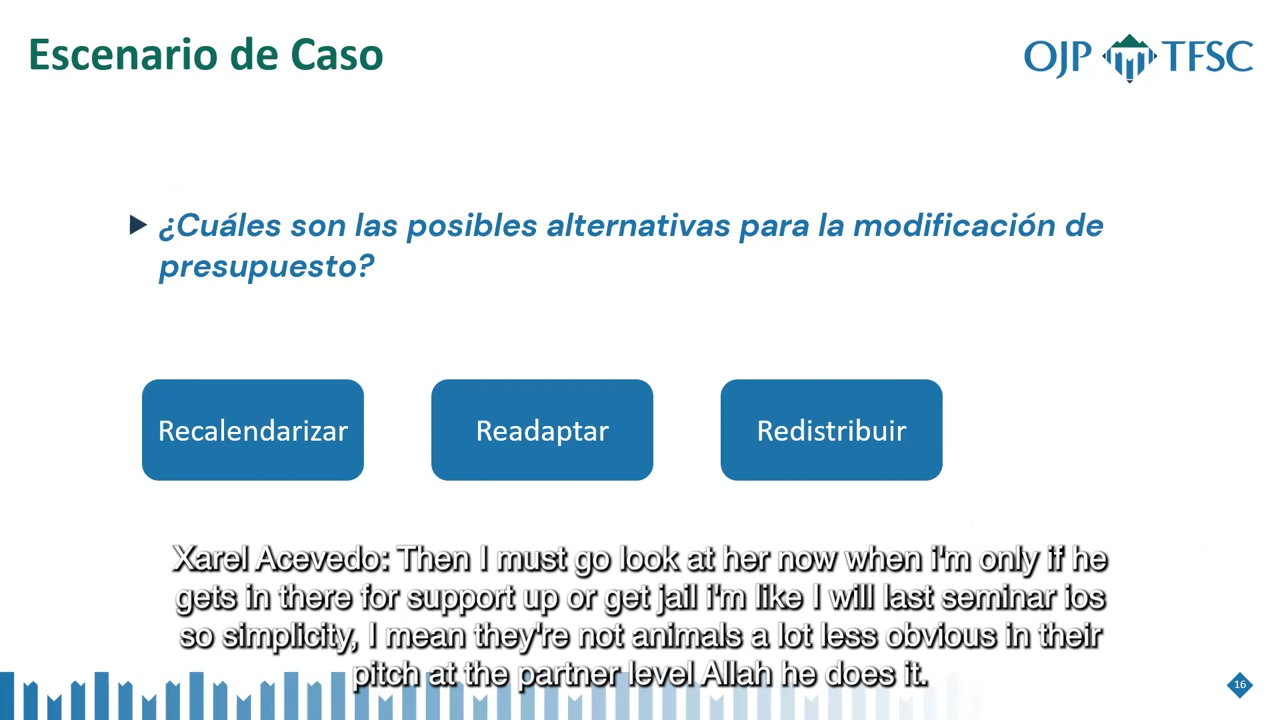 Escenario de Caso
OJP TFSC
¿Cuáles son las posibles alternativas para la modificación de
presupuesto?
Recalendarizar
Readaptar
Redistribuir
Xarel Acevedo: Then I must go look at her now when i'm only if he
gets in there for support up or get jail i'm like I will last seminar ios
so simplicity, I mean they're not animals a lot less obvious in their
pitch at the partner level Allah he does it.
16